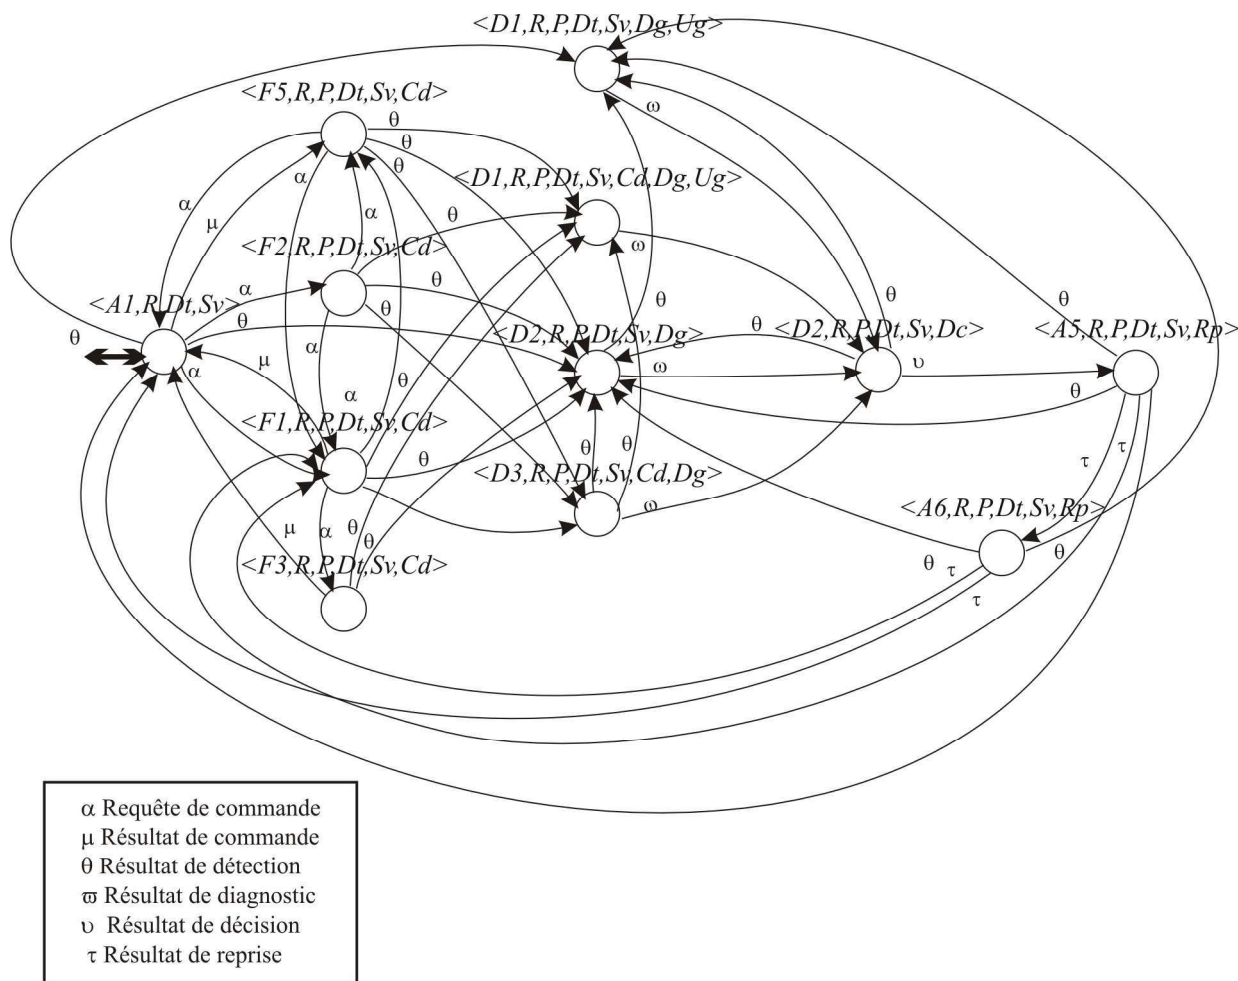 <D1,R,P,Dt,Sv,Dg,Ug>
<F5,R,P,Dt,Sv,Cd>
θ
ω
θ
θ
α
<D1,R,P,Dt,Sv,Cd,Dg,Ug>
α
μ
α
θ
<F2,R,P,Dt,Sv,Cd>
ω
<A1,R,Dt,Sv>
α
θ
θ
θ
θ
θ
θ
θ
<D2,R,P,Dt,Sv,Dg>
θ
<D2,R,P,Dt,Sv,Dc>
<A5,R,P,Dt,Sv,Rp>
α
μ
α
θ
ω
υ
α
θ
<F1,R,P,Dt,Sv,Cd>
θ
θ
θ
τ
τ
<D3,R,P,Dt,Sv,Cd,Dg>
ω
<A6,R,P,Dt,Sv,Rp>
μ
α
θ
θ
θ
τ
θ
<F3,R,P,Dt,Sv,Cd>
τ
α Requête de commande
μ Résultat de commande
θ Résultat de détection
ϖ Résultat de diagnostic
υ Résultat de décision
τ Résultat de reprise